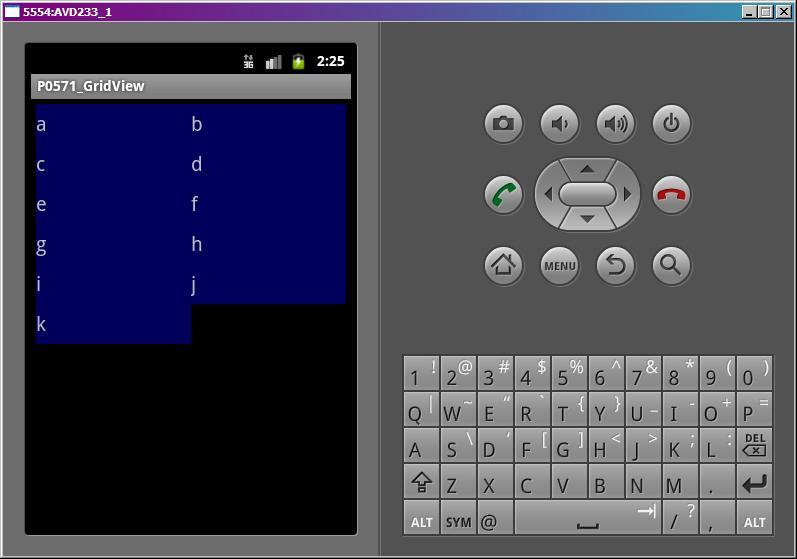 5554:AVD233_1
3G 2:25
P0571_GridView
a b
c d
e f
g h
i j
k
MENU
1 ! 2 @ 3 # 4 $ 5 % 6 ^ 7 & 8 * 9 ( 0 )
Q | W ~ E “ R ` T { Y } U _ I - O + P =
A S \ D ‘ F [ G ] H < J > K ; L : DEL
Z X C V B N M .
ALT SYM @ / ? , ALT